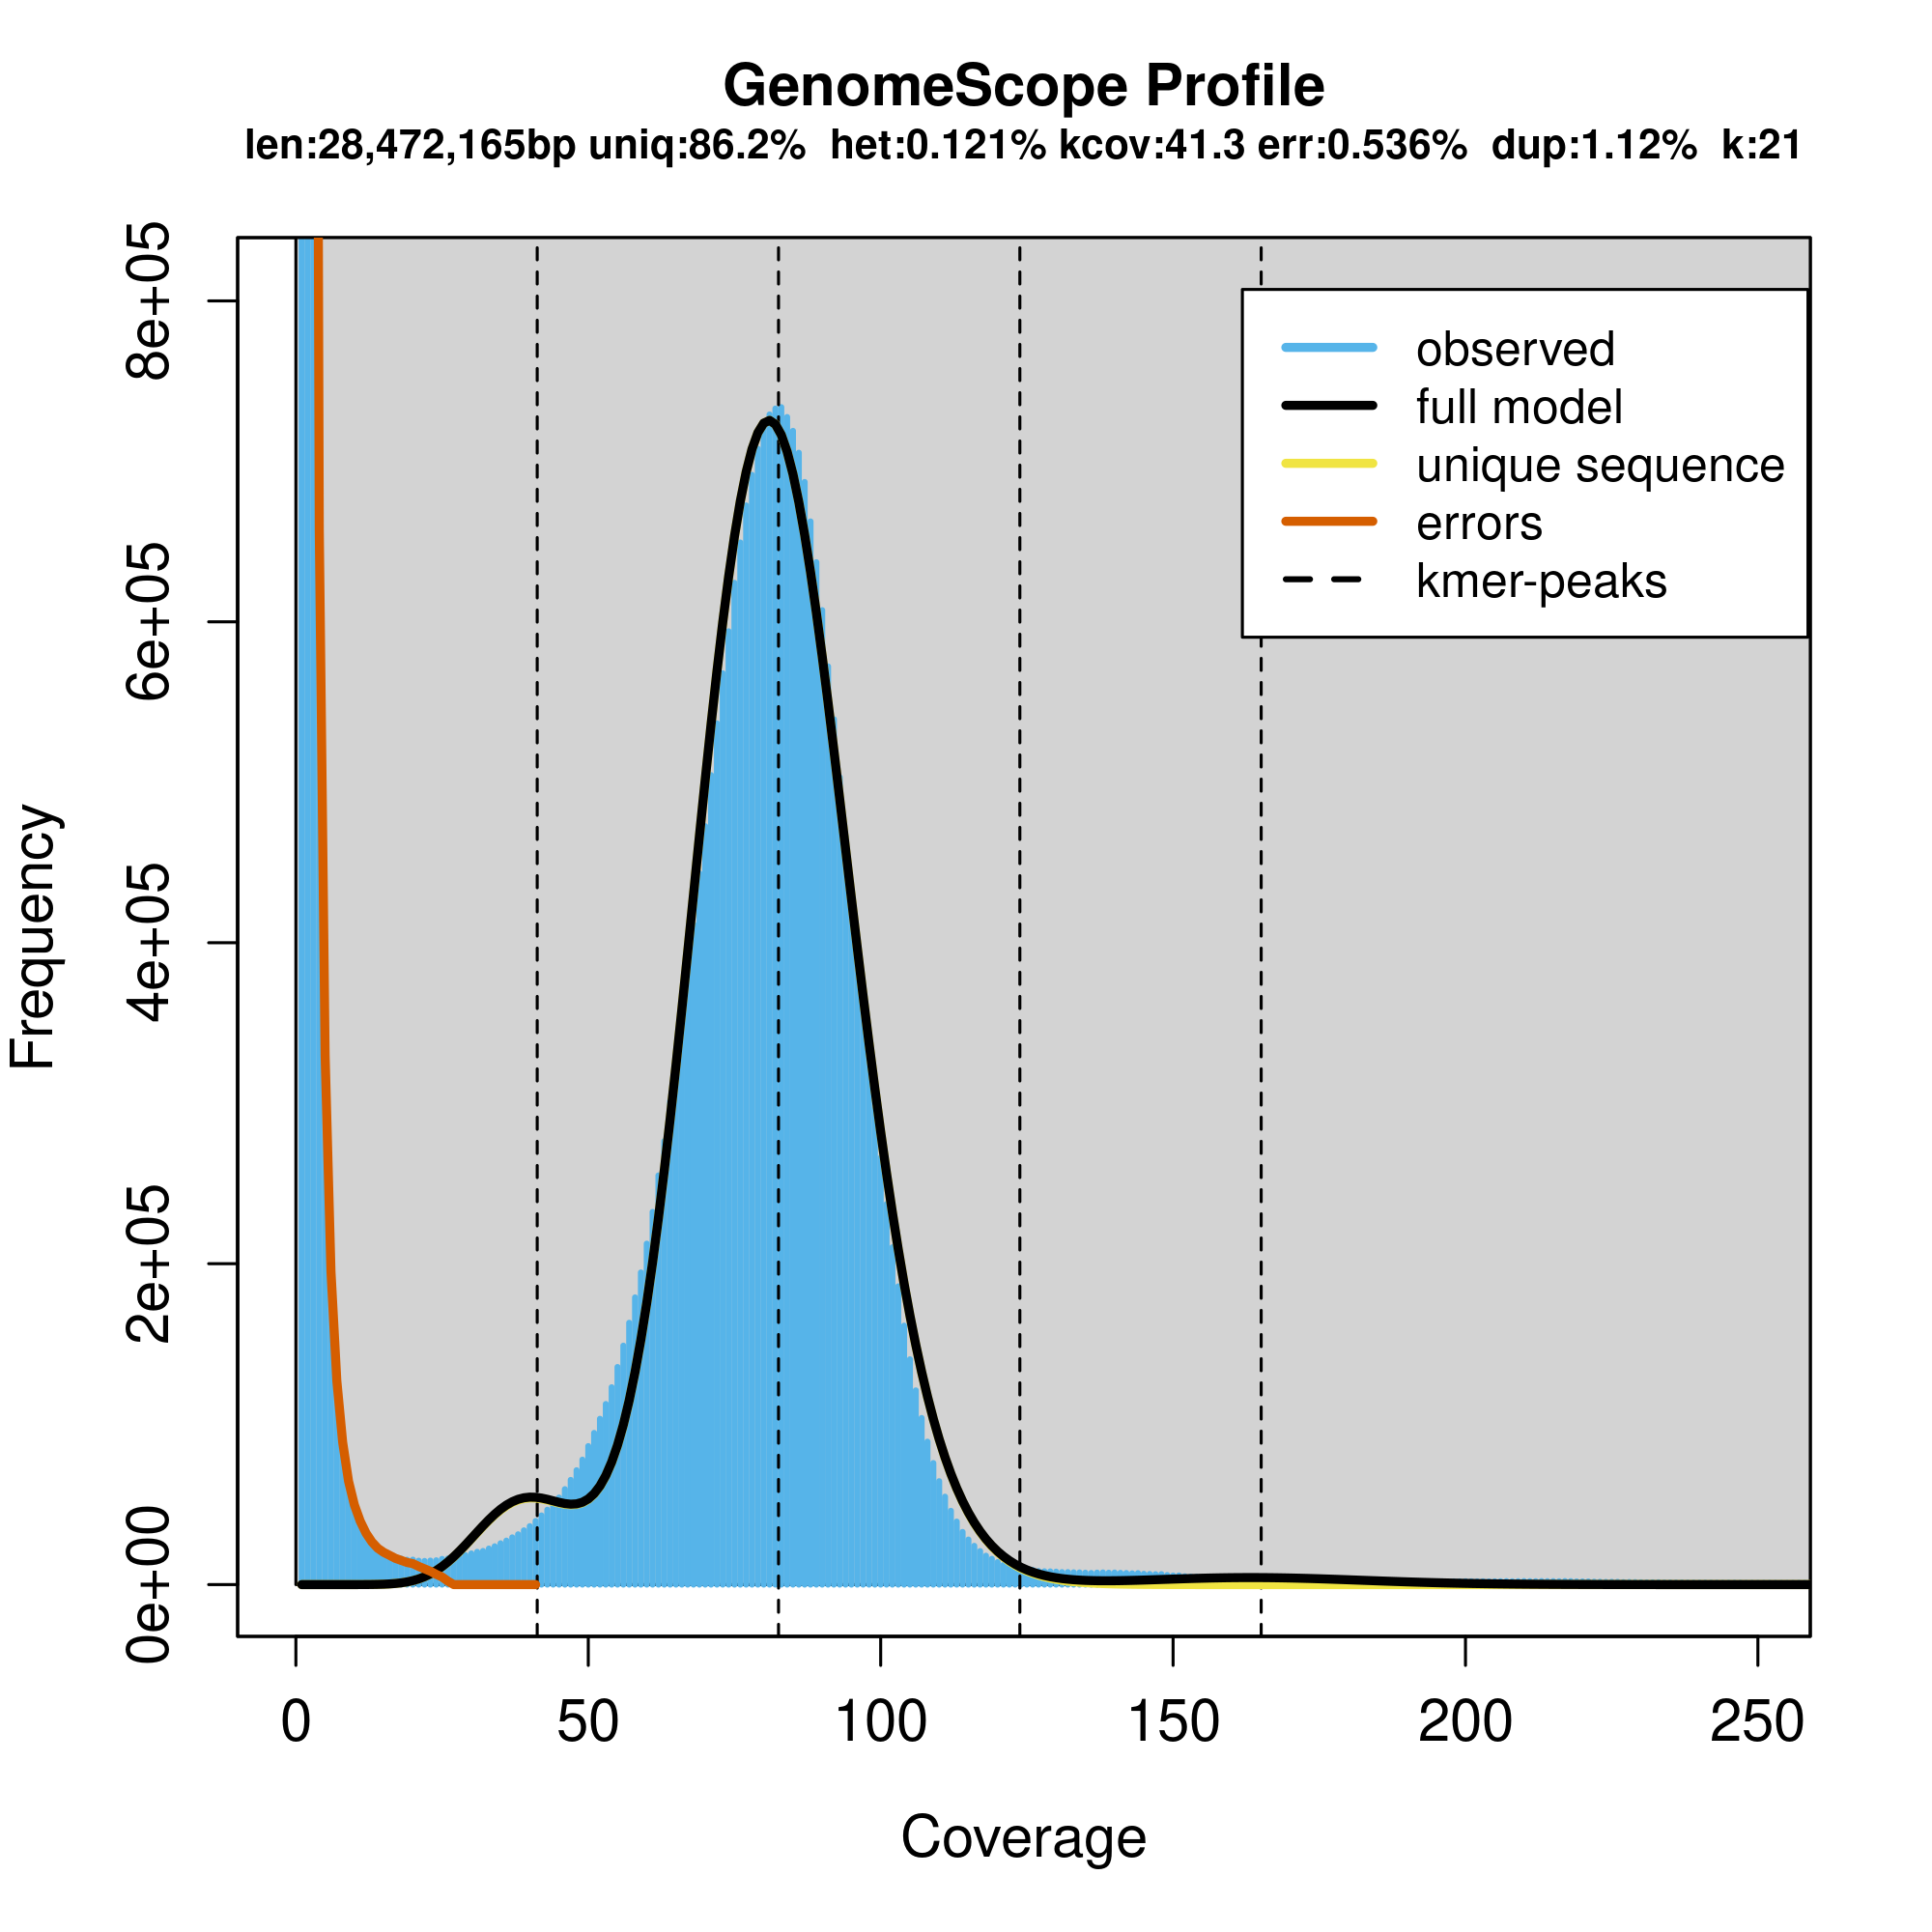 GenomeScope Profile
len:28,472,165bp uniq:86.2% het:0.121% kcov:41.3 err:0.536% dup:1.12% k:21
8e+05
6e+05
4e+05
2e+05
0e+00
Frequency
observed
full model
unique sequence
errors
kmer-peaks
0 50 100 150 200 250
Coverage